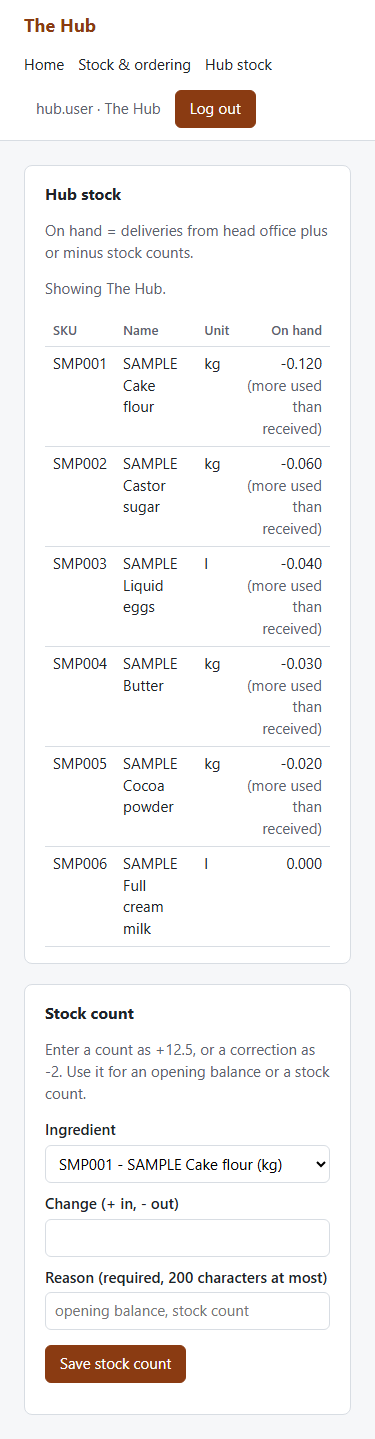 The Hub
Home Stock & ordering Hub stock
hub.user · The Hub Log out
Hub stock
On hand = deliveries from head office plus
or minus stock counts.
Showing The Hub.
SKU Name Unit On hand
SMP001 SAMPLE Cake flour kg -0.120 (more used than received)
SMP002 SAMPLE Castor sugar kg -0.060 (more used than received)
SMP003 SAMPLE Liquid eggs l -0.040 (more used than received)
SMP004 SAMPLE Butter kg -0.030 (more used than received)
SMP005 SAMPLE Cocoa powder kg -0.020 (more used than received)
SMP006 SAMPLE Full cream milk l 0.000
Stock count
Enter a count as +12.5, or a correction as
-2. Use it for an opening balance or a stock
count.
Ingredient
SMP001 - SAMPLE Cake flour (kg)
Change (+ in, - out)
Reason (required, 200 characters at most)
opening balance, stock count
Save stock count